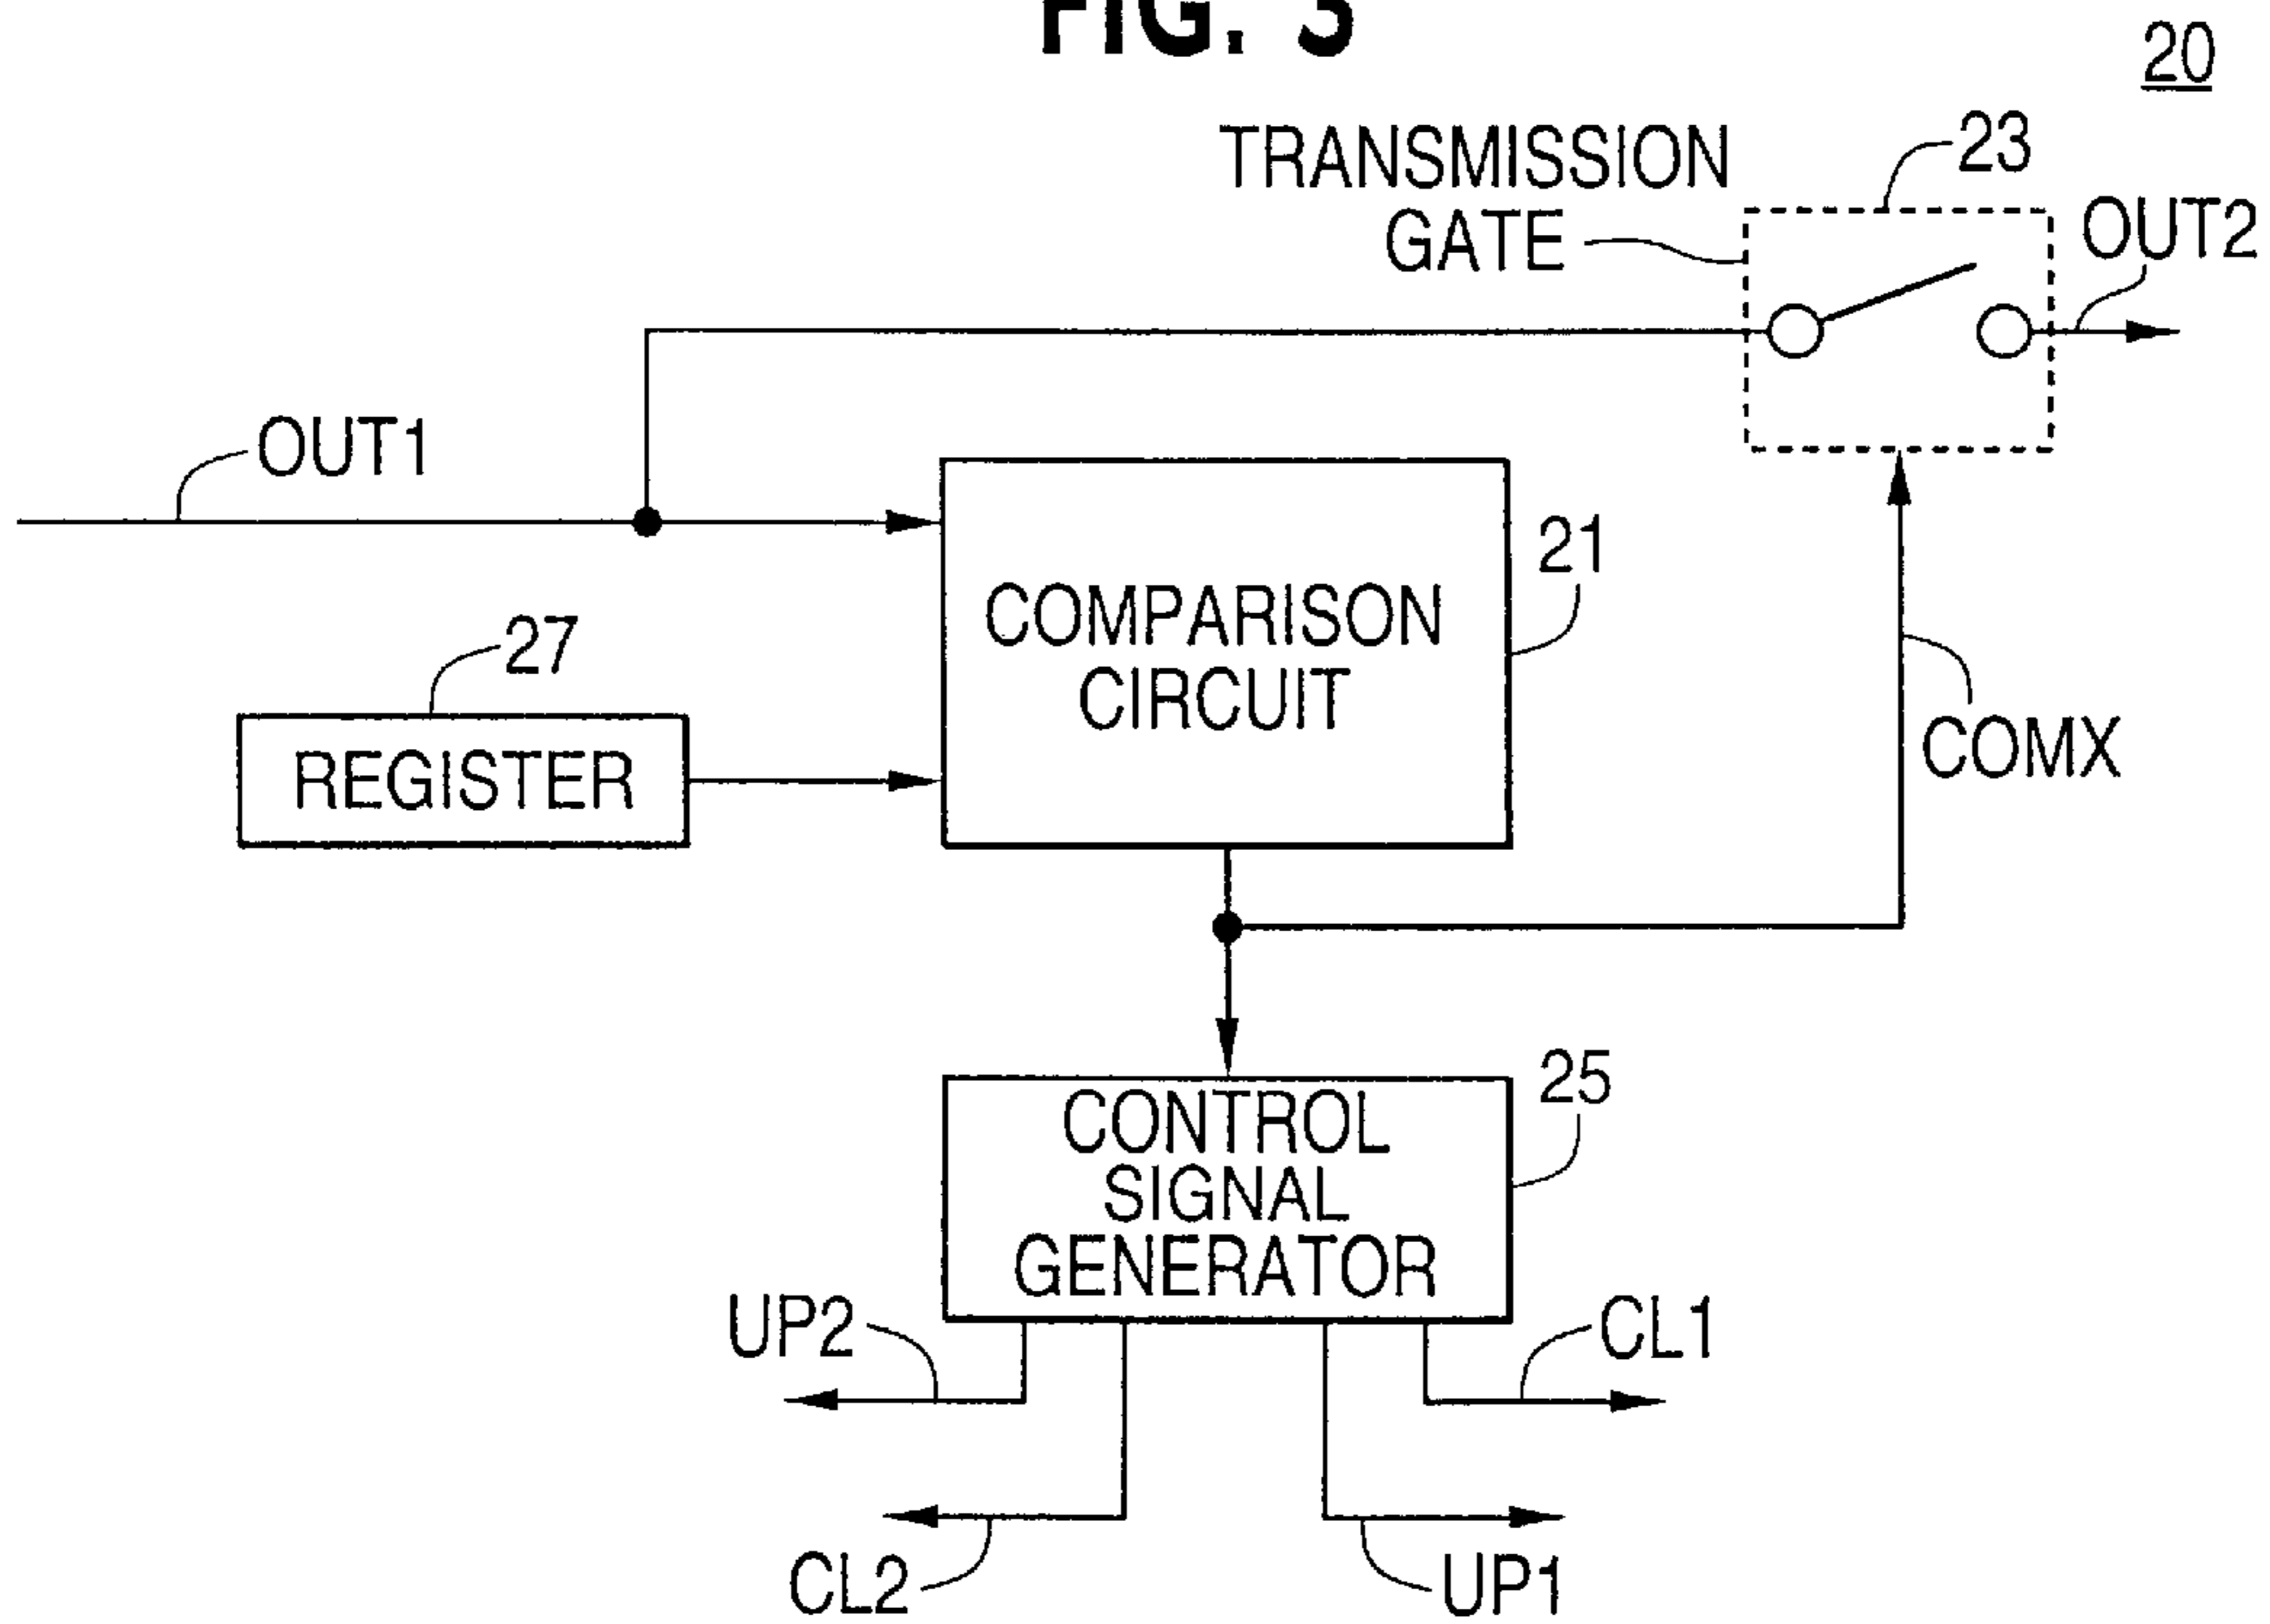 FIG. 3
20
TRANSMISSION
GATE
23
OUT2
OUT1
COMPARISON
CIRCUIT
21
27
REGISTER
COMX
CONTROL
SIGNAL
GENERATOR
25
UP2
CL1
CL2
UP1